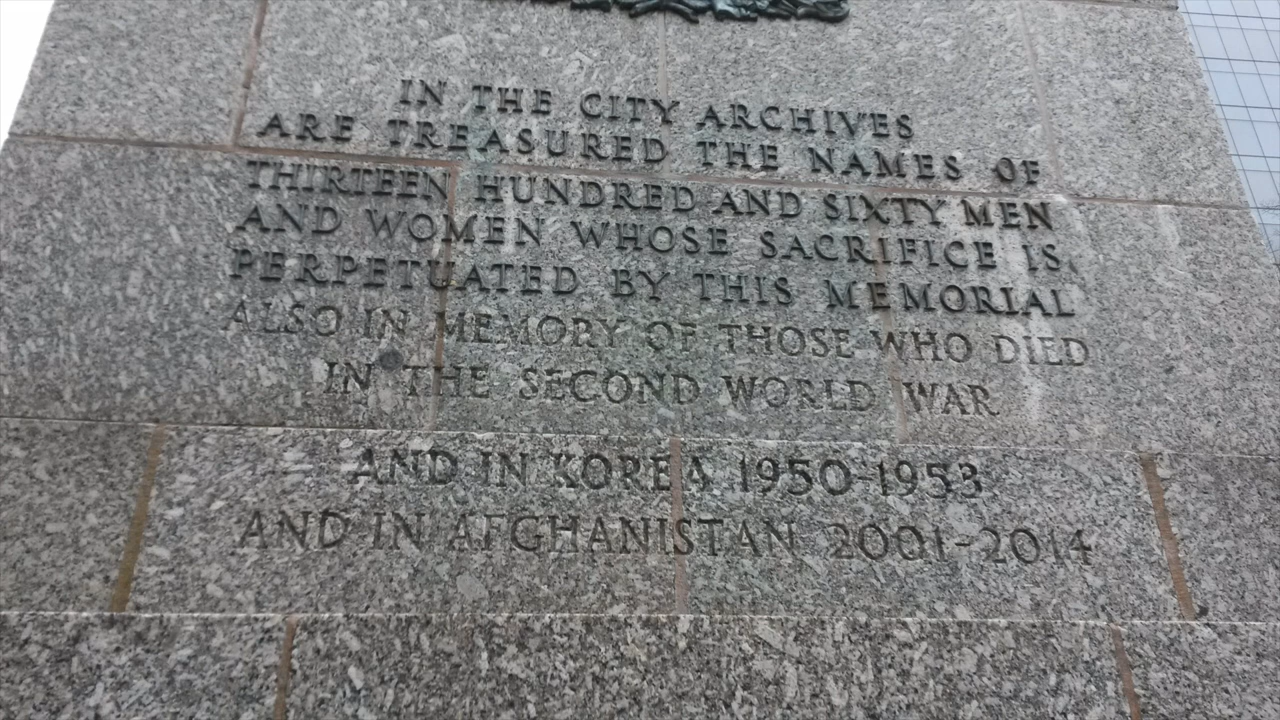 IN THE CITY ARCHIVES
ARE TREASURED THE NAMES OF
THIRTEEN HUNDRED AND SIXTY MEN
AND WOMEN WHOSE SACRIFICE IS
PERPETUATED BY THIS MEMORIAL
ALSO IN MEMORY OF THOSE WHO DIED
IN THE SECOND WORLD WAR
AND IN KOREA 1950-1953
AND IN AFGHANISTAN 2001-2014